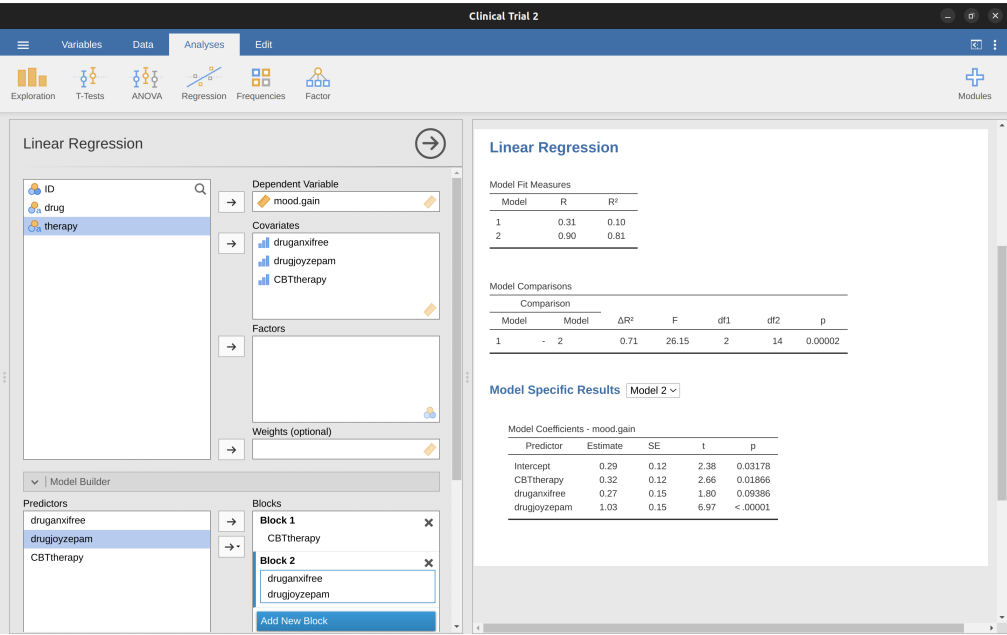 Clinical Trial 2
Variables Data Analyses Edit
Exploration T-Tests ANOVA Regression Frequencies Factor Modules
Linear Regression
ID
drug
therapy
Dependent Variable
mood.gain
Covariates
druganxifree
drugjoyzepam
CBTtherapy
Factors
Weights (optional)
Model Builder
Predictors
druganxifree
drugjoyzepam
CBTtherapy
Blocks
Block 1
CBTtherapy
Block 2
druganxifree
drugjoyzepam
Add New Block
Linear Regression
Model Fit Measures
Model R R²
1 0.31 0.10
2 0.90 0.81
Model Comparisons
Comparison
Model Model ΔR² F df1 df2 p
1 - 2 0.71 26.15 2 14 0.00002
Model Specific Results Model 2
Model Coefficients - mood.gain
Predictor Estimate SE t p
Intercept 0.29 0.12 2.38 0.03178
CBTtherapy 0.32 0.12 2.66 0.01866
druganxifree 0.27 0.15 1.80 0.09386
drugjoyzepam 1.03 0.15 6.97 < .00001